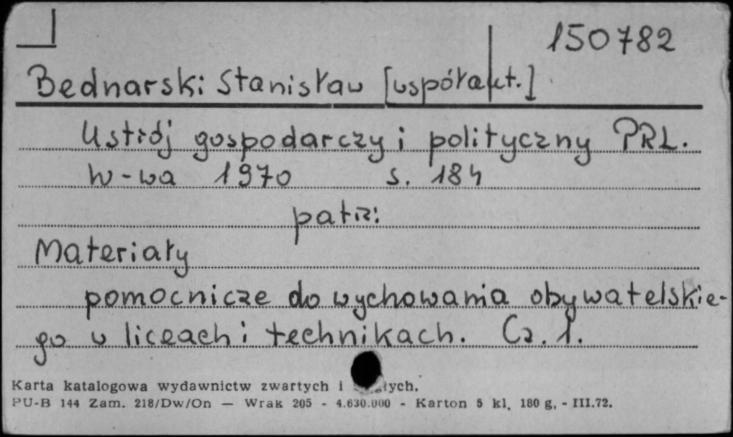 150782
Bednarski Stanisław [współaut.]
Ustrój gospodarczy i polityczny PRL.
W-wa 1970 s. 184
patrz:
Materiały
pomocnicze do wychowania obywatelskie-
go w liceach i technikach. Cz. 1.
Karta katalogowa wydawnictw zwartych i
PU-B 144 Zam. 218/Dw/On — Wrak 205 - 4.630.000 - Karton 5 kl. 180 g. - III.72.